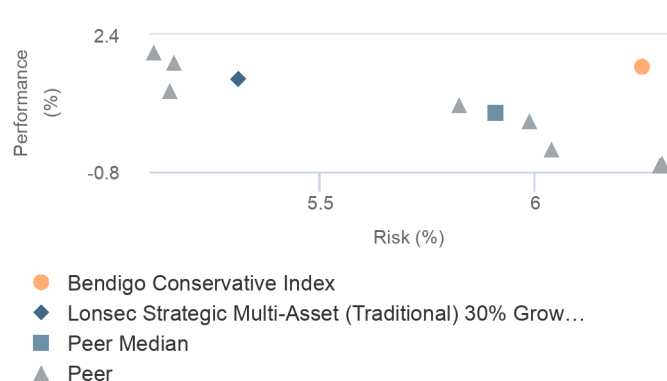 2.4
Performance
(%)
-0.8
5.5
6
Risk (%)
Bendigo Conservative Index
Lonsec Strategic Multi-Asset (Traditional) 30% Grow…
Peer Median
Peer